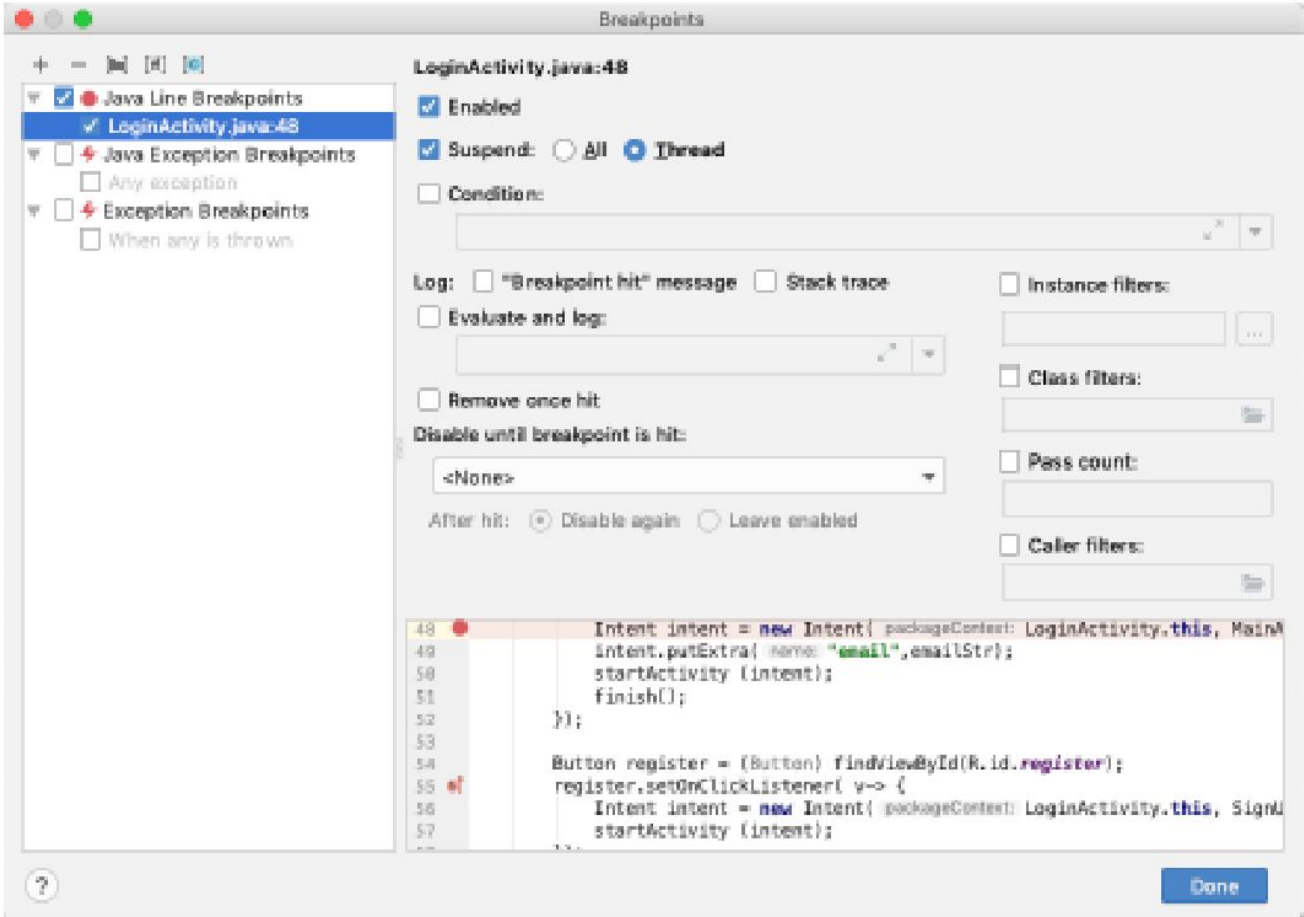 Breakpoints
Java Line Breakpoints
LoginActivity.java:48
Java Exception Breakpoints
Any exception
Exception Breakpoints
When any is thrown
LoginActivity.java:48
Enabled
Suspend: All Thread
Condition:
Log: "Breakpoint hit" message Stack trace
Evaluate and log:
Remove once hit
Disable until breakpoint is hit:
<None>
After hit: Disable again Leave enabled
Instance filters:
...
Class filters:
Pass count:
Caller filters:
48 Intent intent = new Intent( packageContext: LoginActivity.this, MainA
49 intent.putExtra( name: "email",emailStr);
50 startActivity (intent);
51 finish();
52 });
53
54 Button register = (Button) findViewById(R.id.register);
55 register.setOnClickListener( v-> {
56 Intent intent = new Intent( packageContext: LoginActivity.this, SignU
57 startActivity (intent);
? Done